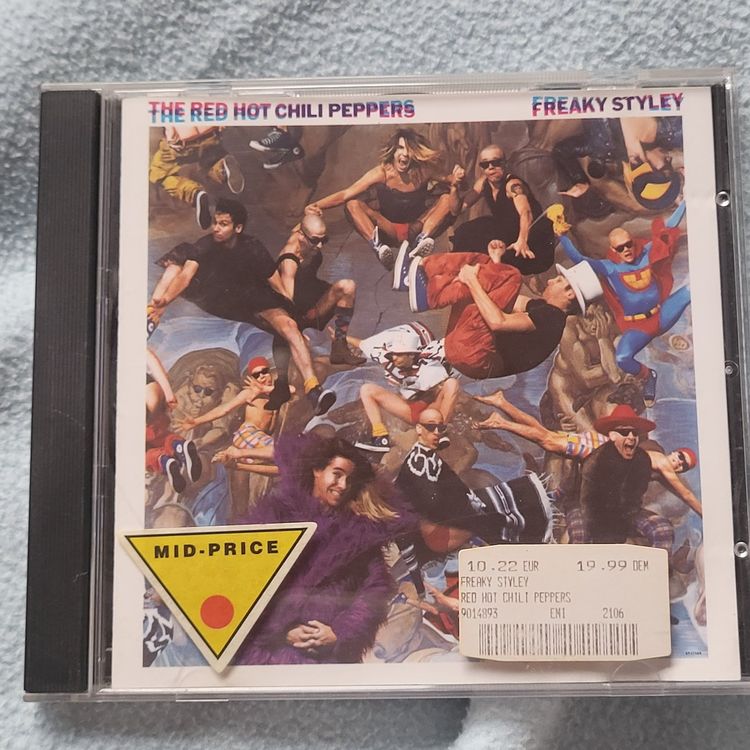 THE RED HOT CHILI PEPPERS
FREAKY STYLEY
MID-PRICE
10.22 EUR 19.99 DEM
FREAKY STYLEY
RED HOT CHILI PEPPERS
9014893 EMI 2106